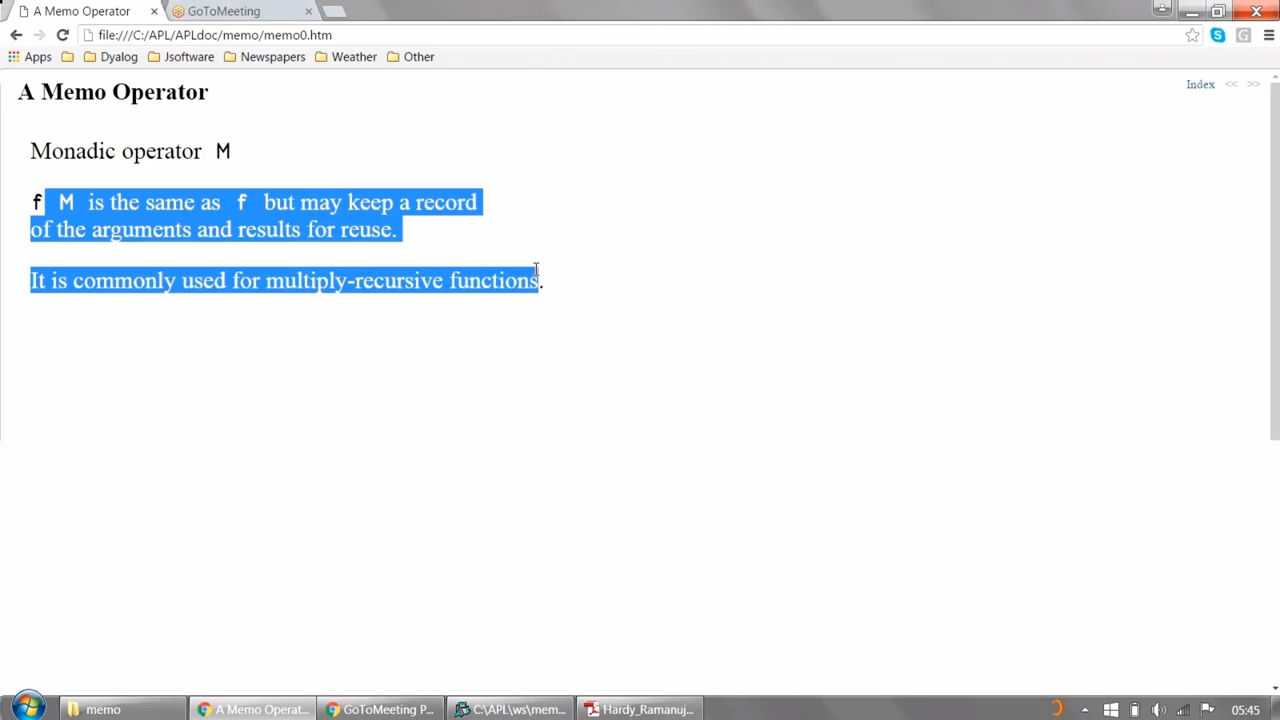 A Memo Operator
GoToMeeting
file:///C:/APL/APLdoc/memo/memo0.htm
Apps Dyalog Jsoftware Newspapers Weather Other
A Memo Operator
Index << >>
Monadic operator M
f M is the same as f but may keep a record
of the arguments and results for reuse.
It is commonly used for multiply-recursive functions.
memo A Memo Operat... GoToMeeting P... C:\APL\ws\mem... Hardy_Ramanuj... 05:45